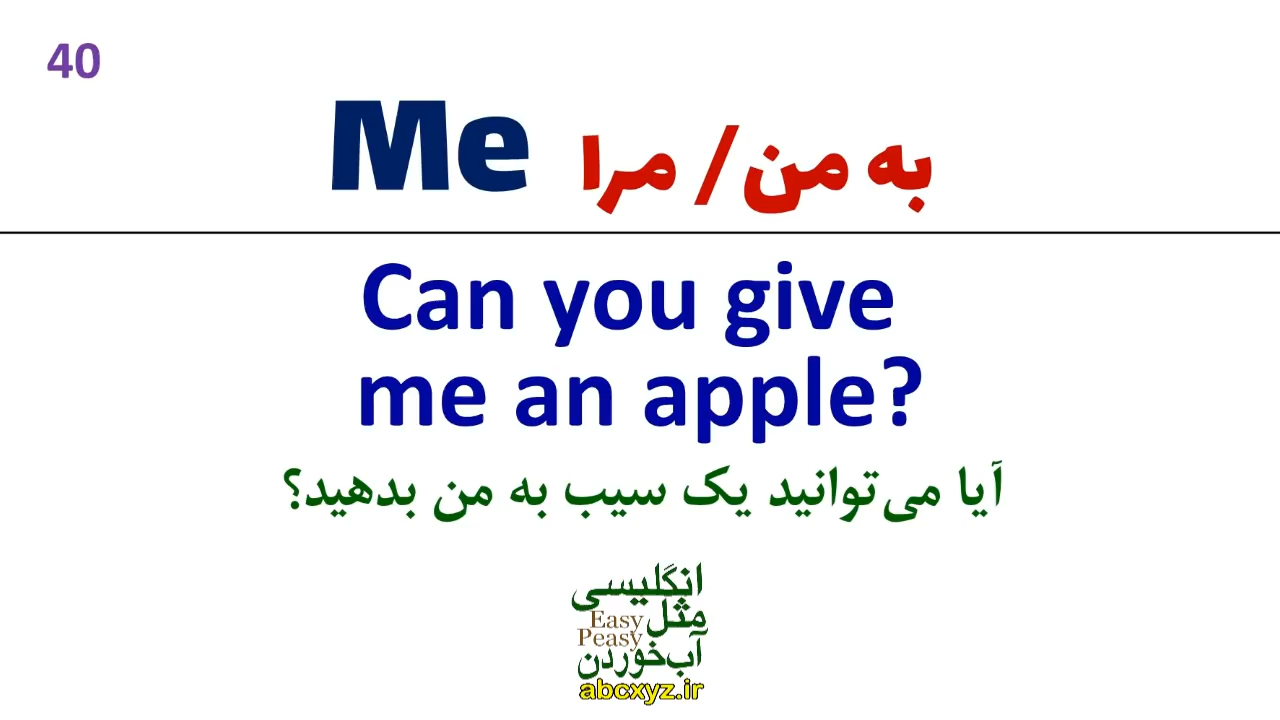 40
Me به من / مرا
Can you give
me an apple?
آیا می‌توانید یک سیب به من بدهید؟
انگلیسی
مثل
Easy
Peasy
آب‌خوردن
abcxyz.ir